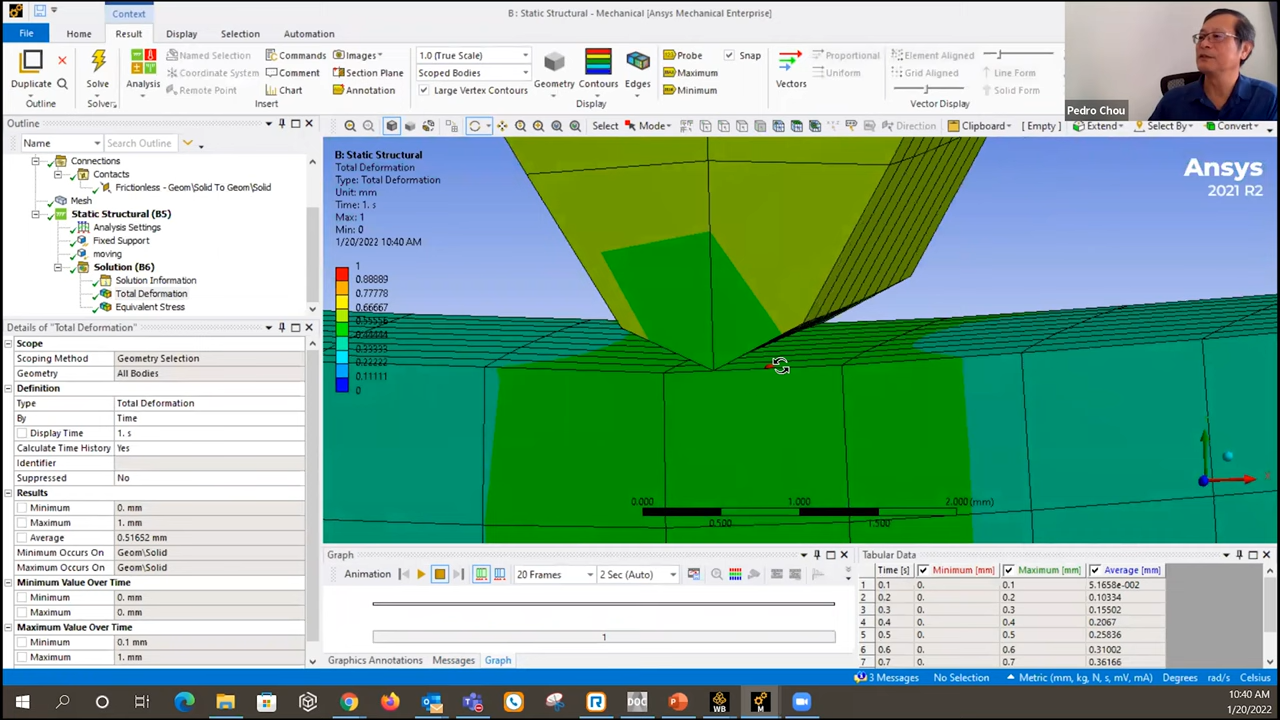 B : Static Structural - Mechanical [Ansys Mechanical Enterprise]
Context
File Home Result Display Selection Automation
Duplicate
Outline
Solve
Solver
Analysis
Named Selection
Coordinate System
Remote Point
Commands
Comment
Chart
Images
Section Plane
Annotation
Insert
1.0 (True Scale)
Scoped Bodies
Large Vertex Contours
Geometry
Contours
Edges
Display
Probe
Maximum
Minimum
Snap
Vectors
Proportional
Uniform
Element Aligned
Grid Aligned
Line Form
Solid Form
Vector Display
Pedro Chou
Outline
Name Search Outline
Select Mode Direction Clipboard [ Empty ] Extend Select By Convert
Connections
Contacts
Frictionless - Geom\Solid To Geom\Solid
Mesh
Static Structural (B5)
Analysis Settings
Fixed Support
moving
Solution (B6)
Solution Information
Total Deformation
Equivalent Stress
B: Static Structural
Total Deformation
Type: Total Deformation
Unit: mm
Time: 1. s
Max: 1
Min: 0
1/20/2022 10:40 AM
1
0.88889
0.77778
0.66667
0.55556
0.44444
0.33333
0.22222
0.11111
0
Ansys
2021 R2
0.000 1.000 2.000 (mm)
0.500 1.500
Details of "Total Deformation"
Scope
Scoping Method Geometry Selection
Geometry All Bodies
Definition
Type Total Deformation
By Time
Display Time 1. s
Calculate Time History Yes
Identifier
Suppressed No
Results
Minimum 0. mm
Maximum 1. mm
Average 0.51652 mm
Minimum Occurs On Geom\Solid
Maximum Occurs On Geom\Solid
Minimum Value Over Time
Minimum 0. mm
Maximum 0. mm
Maximum Value Over Time
Minimum 0.1 mm
Maximum 1. mm
Graph
Animation 20 Frames 2 Sec (Auto)
1
Graphics Annotations Messages Graph
Tabular Data
Time [s] Minimum [mm] Maximum [mm] Average [mm]
1 0.1 0. 0.1 5.1658e-002
2 0.2 0. 0.2 0.10334
3 0.3 0. 0.3 0.15502
4 0.4 0. 0.4 0.2067
5 0.5 0. 0.5 0.25836
6 0.6 0. 0.6 0.31002
7 0.7 0. 0.7 0.36166
3 Messages No Selection Metric (mm, kg, N, s, mV, mA) Degrees rad/s Celsius
10:40 AM
1/20/2022